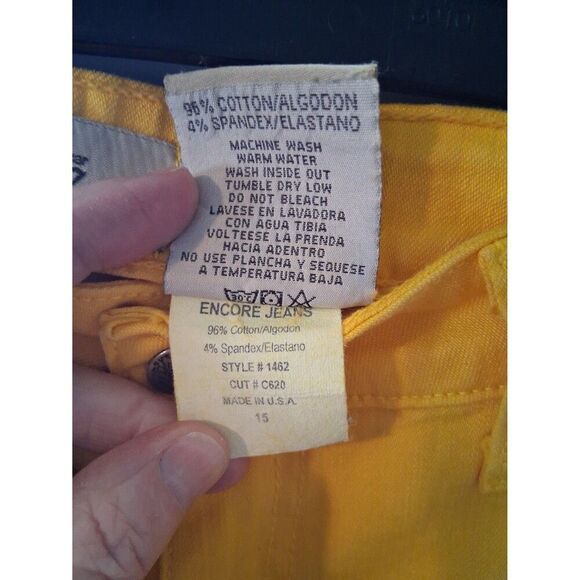 96% COTTON/ALGODON
4% SPANDEX/ELASTANO
MACHINE WASH
WARM WATER
WASH INSIDE OUT
TUMBLE DRY LOW
DO NOT BLEACH
LAVESE EN LAVADORA
CON AGUA TIBIA
VOLTEESE LA PRENDA
HACIA ADENTRO
NO USE PLANCHA Y SEQUESE
A TEMPERATURA BAJA
30°C
ENCORE JEANS
96% Cotton/Algodon
4% Spandex/Elastano
STYLE # 1462
CUT # C620
MADE IN U.S.A.
15